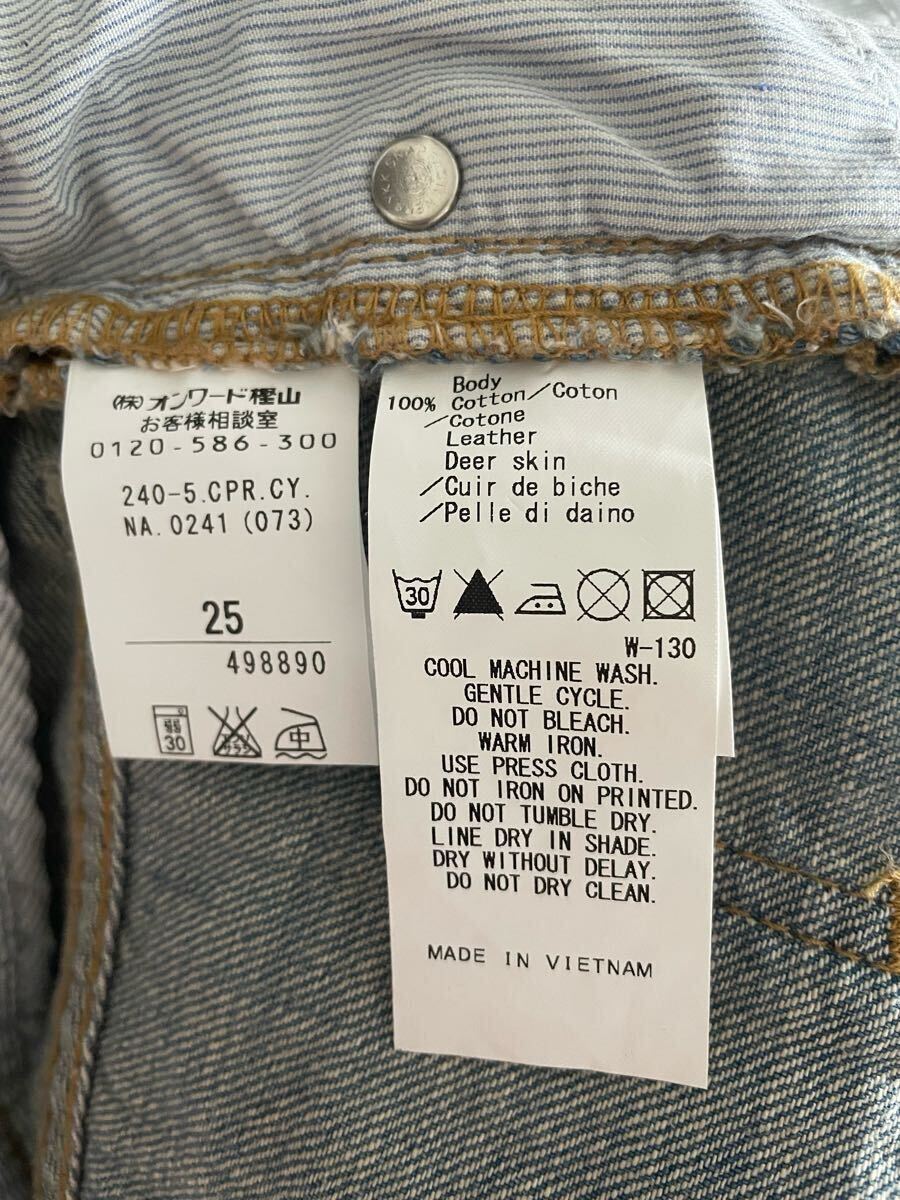 (株)オンワード樫山
お客様相談室
0120-586-300
240-5.CPR.CY.
NA.0241 (073)
25
498890
弱
30
中
Body
100% Cotton/Coton
/Cotone
Leather
Deer skin
/Cuir de biche
/Pelle di daino
30
W-130
COOL MACHINE WASH.
GENTLE CYCLE.
DO NOT BLEACH.
WARM IRON.
USE PRESS CLOTH.
DO NOT IRON ON PRINTED.
DO NOT TUMBLE DRY.
LINE DRY IN SHADE.
DRY WITHOUT DELAY.
DO NOT DRY CLEAN.
MADE IN VIETNAM